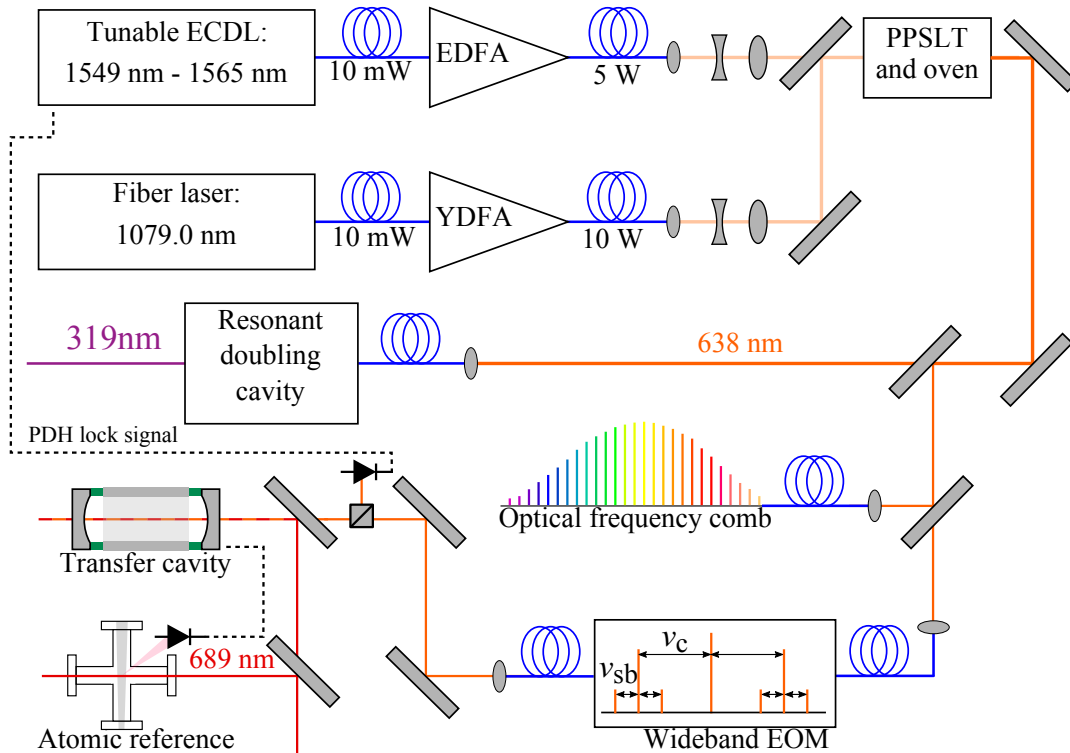 Tunable ECDL:
1549 nm - 1565 nm
10 mW
EDFA
5 W
PPSLT
and oven
Fiber laser:
1079.0 nm
10 mW
YDFA
10 W
319nm
Resonant
doubling
cavity
638 nm
PDH lock signal
Optical frequency comb
Transfer cavity
689 nm
Atomic reference
νc
νsb
Wideband EOM